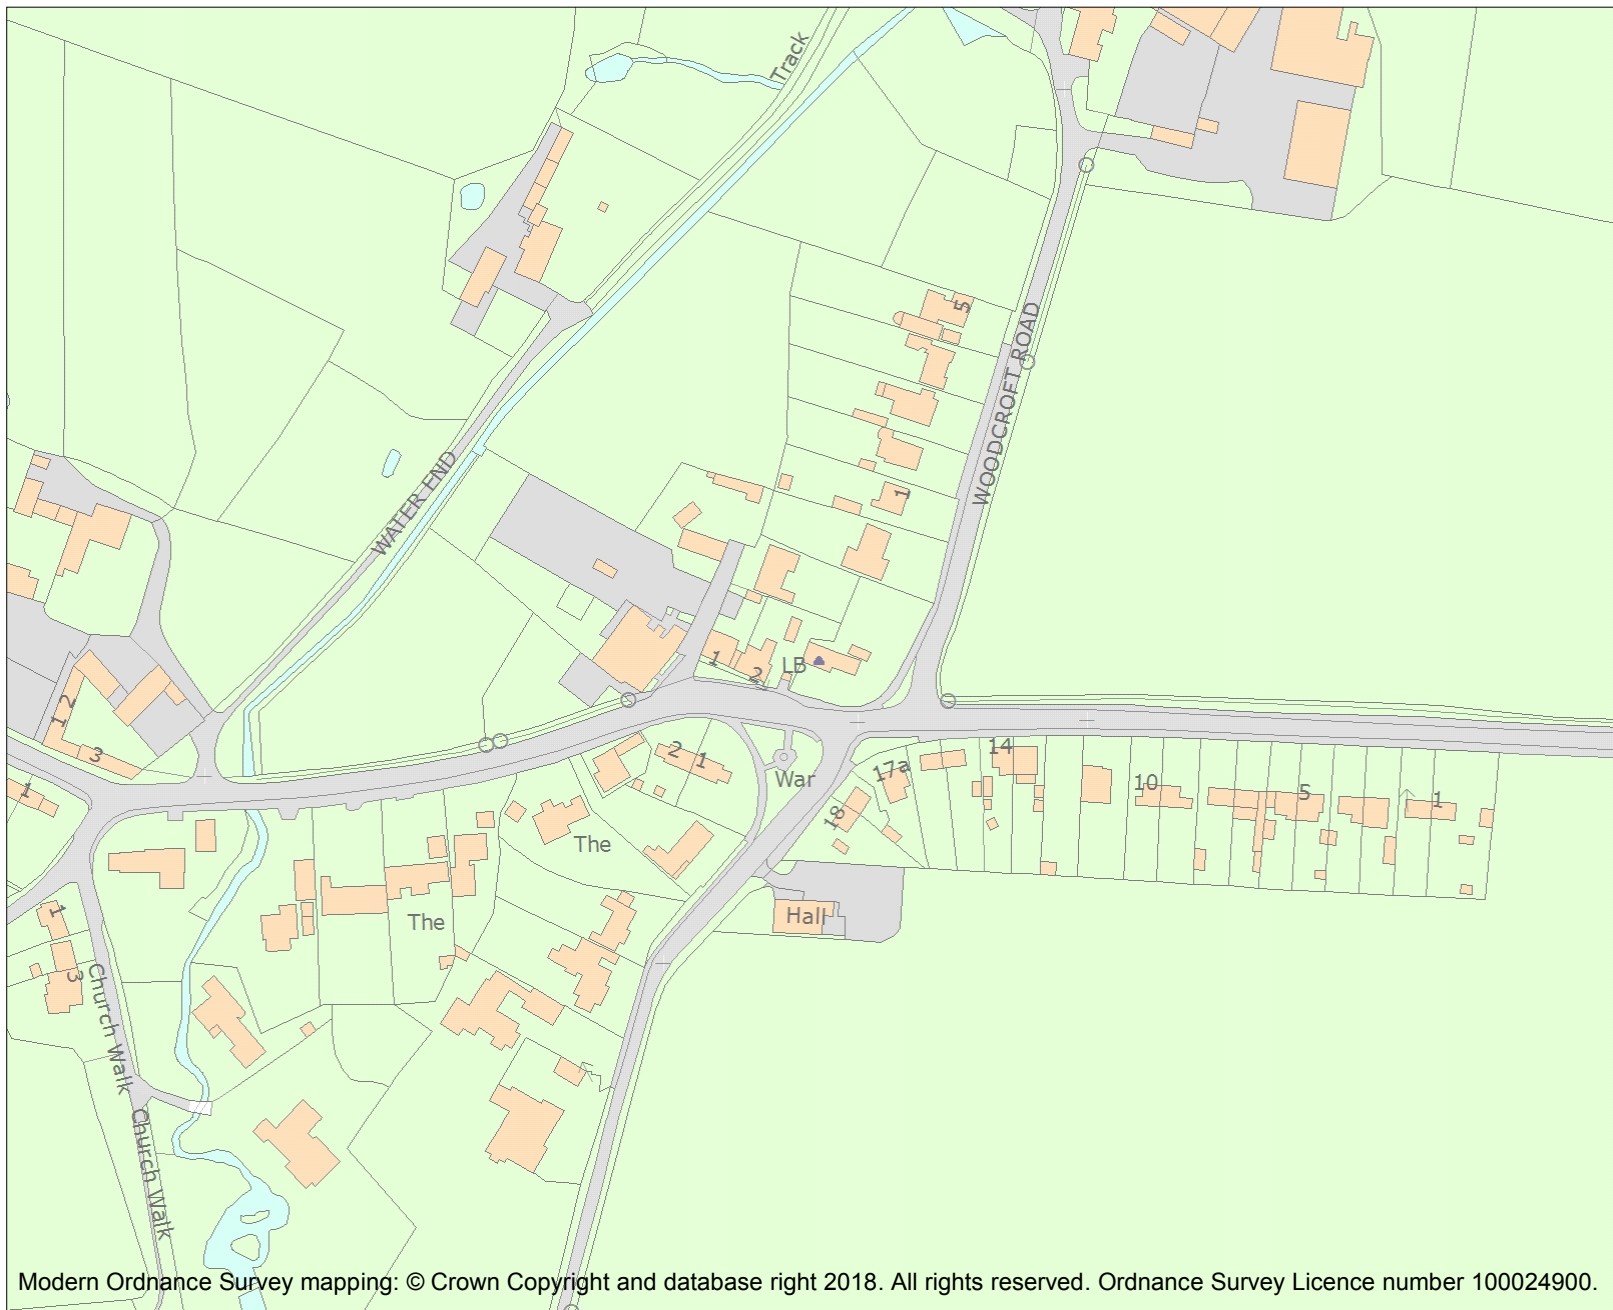 Track
5
WOODCROFT ROAD
WATER END
1
1
2
LB
1 2
3
1
2 1
War
The
14
17a
18
10
5
1
The
Hall
1
3
Church Walk
Church Walk
Modern Ordnance Survey mapping: © Crown Copyright and database right 2018. All rights reserved. Ordnance Survey Licence number 100024900.